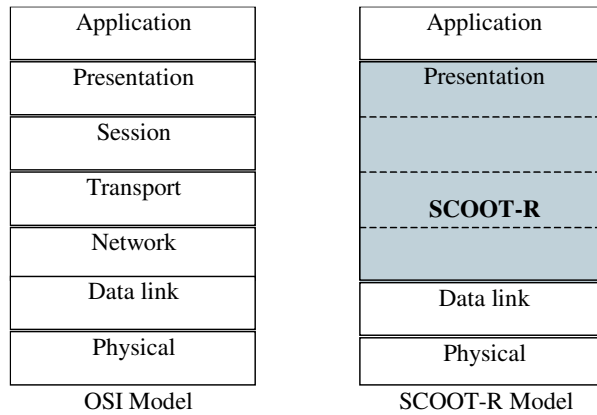 Application
Presentation
Session
Transport
Network
Data link
Physical
OSI Model
Application
Presentation
SCOOT-R
Data link
Physical
SCOOT-R Model